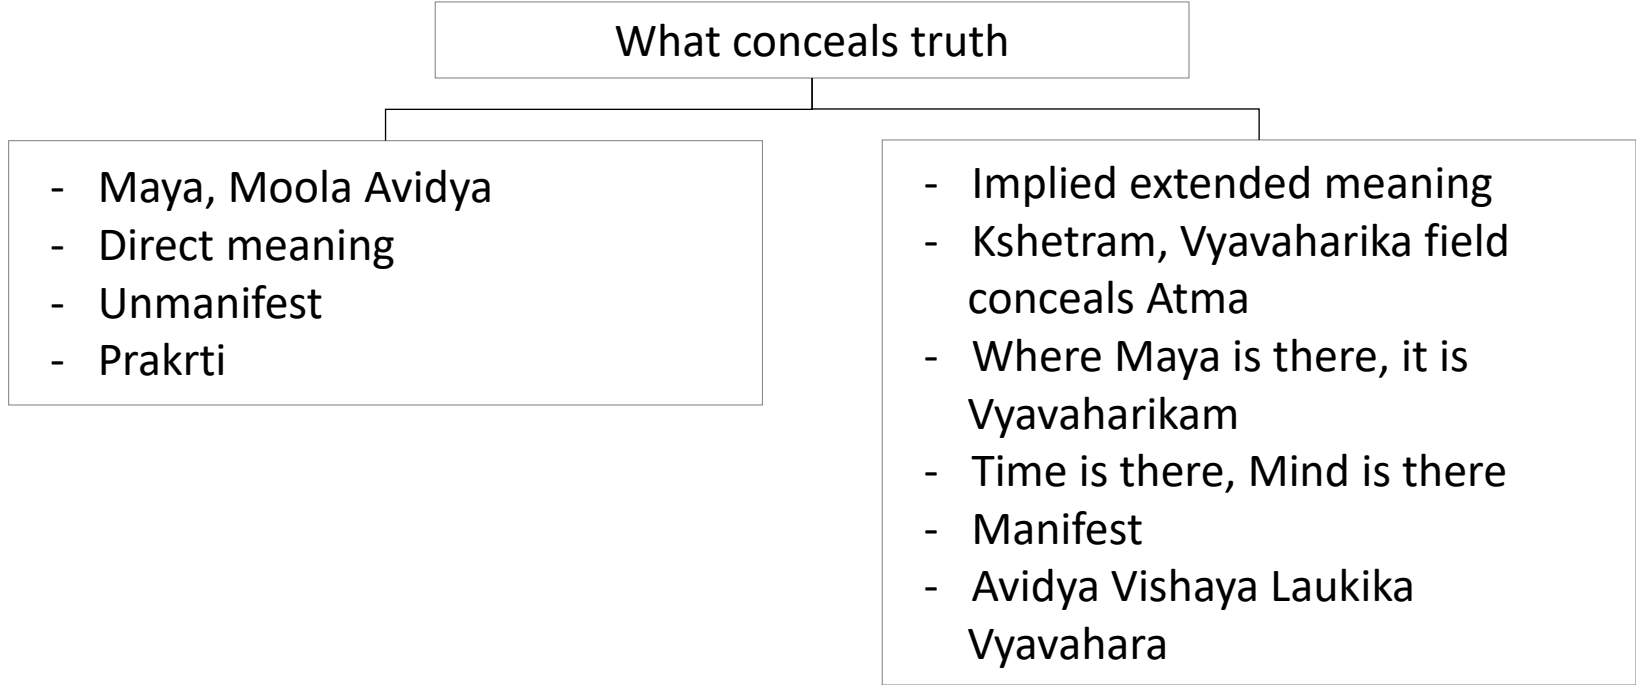 What conceals truth
- Maya, Moola Avidya
- Direct meaning
- Unmanifest
- Prakrti
- Implied extended meaning
- Kshetram, Vyavaharika field
conceals Atma
- Where Maya is there, it is
Vyavaharikam
- Time is there, Mind is there
- Manifest
- Avidya Vishaya Laukika
Vyavahara